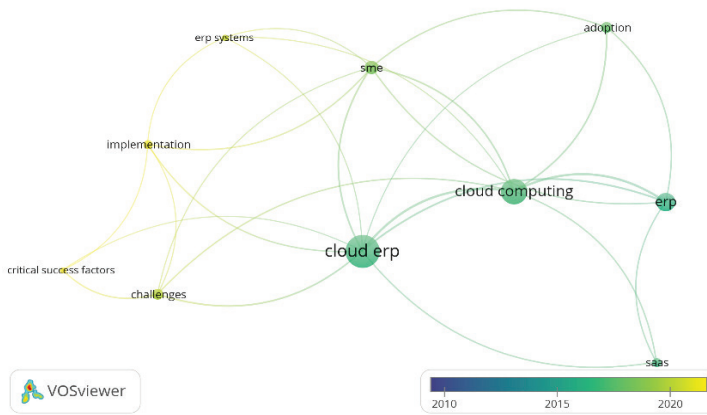 erp systems
adoption
sme
implementation
cloud computing
erp
cloud erp
critical success factors
challenges
saas
VOSviewer
2010 2015 2020